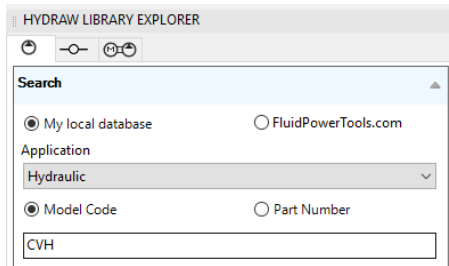 HYDRAW LIBRARY EXPLORER
M
Search
My local database FluidPowerTools.com
Application
Hydraulic
Model Code Part Number
CVH